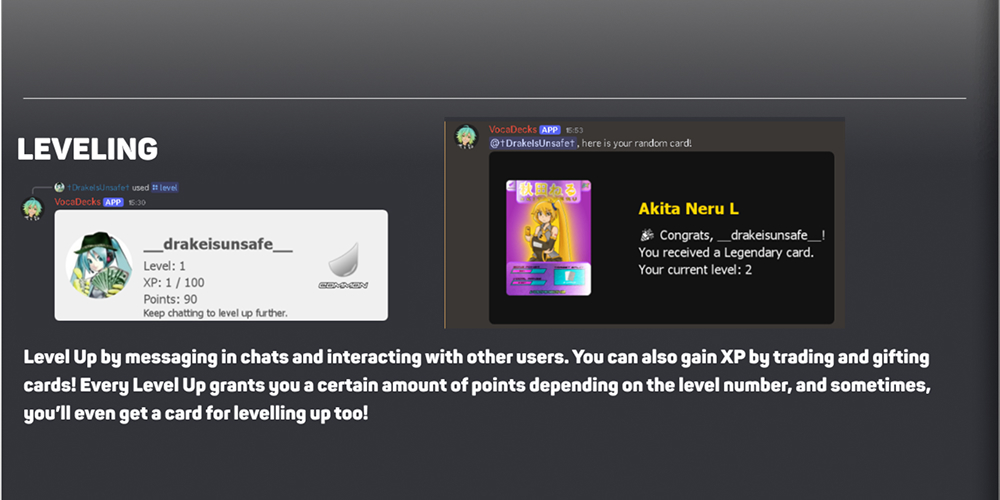 LEVELING
†DrakeIsUnsafe† used level
VocaDecks APP 15:30
__drakeisunsafe__
Level: 1
XP: 1 / 100
Points: 90
Keep chatting to level up further.
COMMON
VocaDecks APP 15:53
@†DrakeIsUnsafe†, here is your random card!
秋田ねる
Akita Neru L
Congrats, __drakeisunsafe__!
You received a Legendary card.
Your current level: 2
Level Up by messaging in chats and interacting with other users. You can also gain XP by trading and gifting
cards! Every Level Up grants you a certain amount of points depending on the level number, and sometimes,
you’ll even get a card for levelling up too!